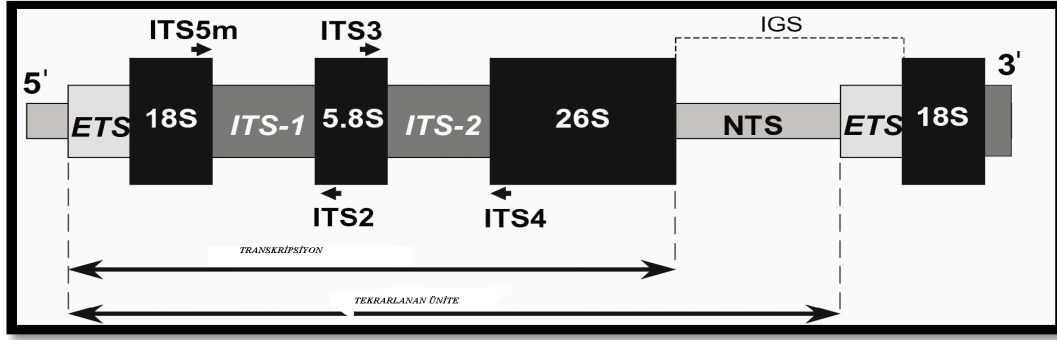 ITS5m ITS3 IGS
5' 3'
ETS 18S ITS-1 5.8S ITS-2 26S NTS ETS 18S
ITS2 ITS4
TRANSKRİPSİYON
TEKRARLANAN ÜNİTE